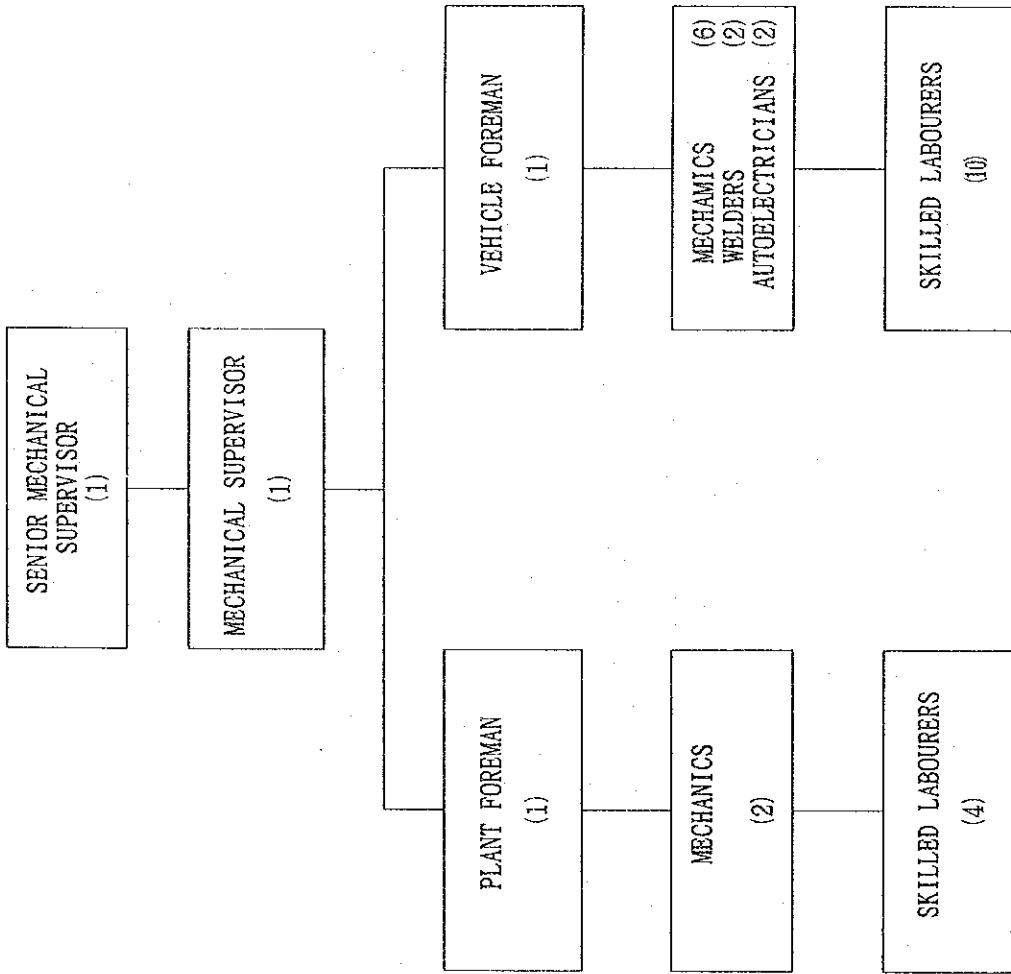 SENIOR MECHANICAL
SUPERVISOR
(1)
MECHANICAL SUPERVISOR
(1)
PLANT FOREMAN
(1)
VEHICLE FOREMAN
(1)
MECHANICS
(2)
MECHAMICS (6)
WELDERS (2)
AUTOELECTRICIANS (2)
SKILLED LABOURERS
(4)
SKILLED LABOURERS
(10)